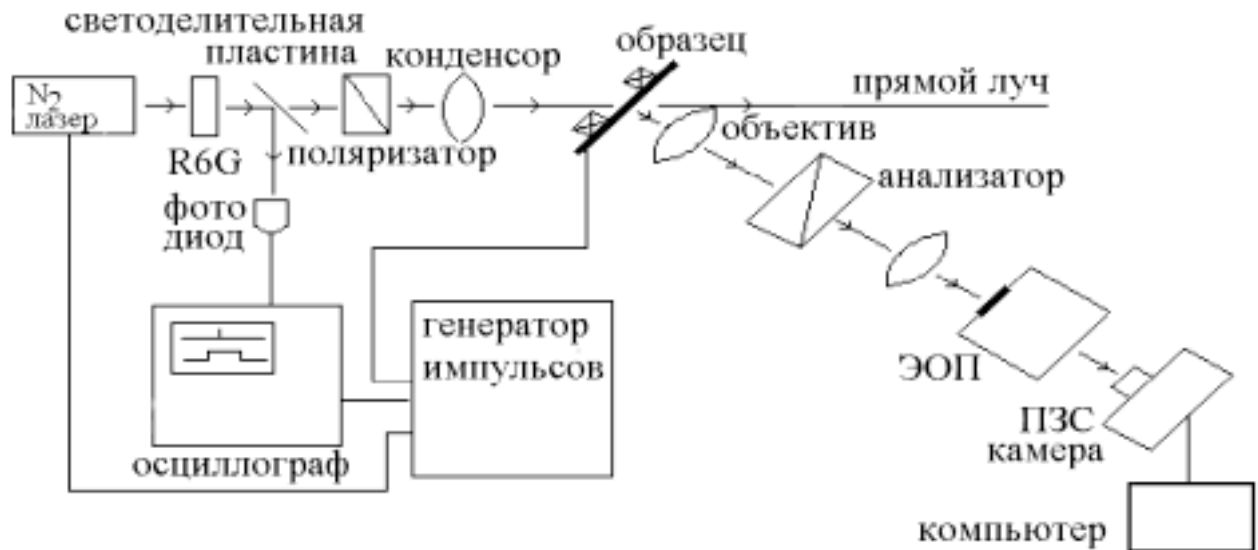 светоделительная
пластина
конденсор
образец
прямой луч
N2
лазер
R6G
поляризатор
объектив
анализатор
фото
диод
генератор
импульсов
ЭОП
ПЗС
камера
осциллограф
компьютер